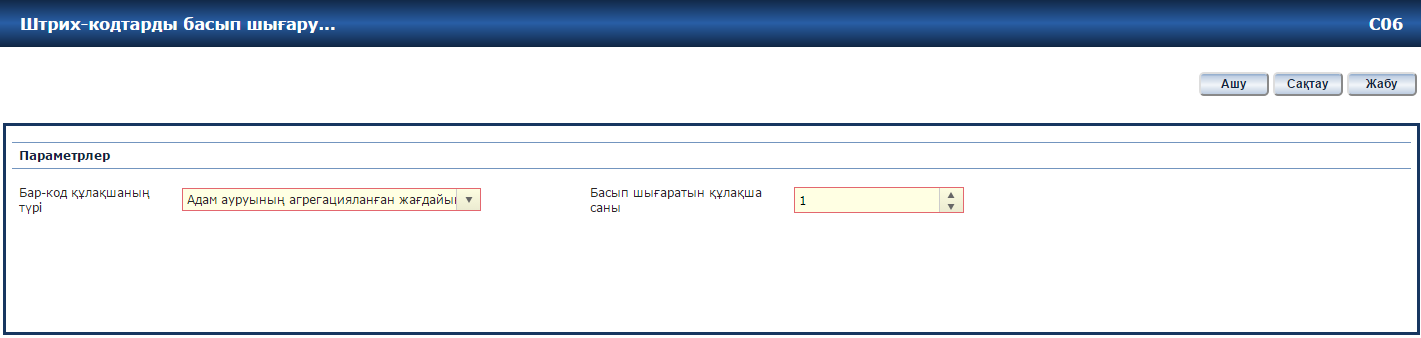 Штрих-кодтарды басып шығару... C06
Ашу Сақтау Жабу
Параметрлер
Бар-код құлақшаның
түрі
Адам ауруының агрегацияланған
Басып шығаратын құлақша
саны
1